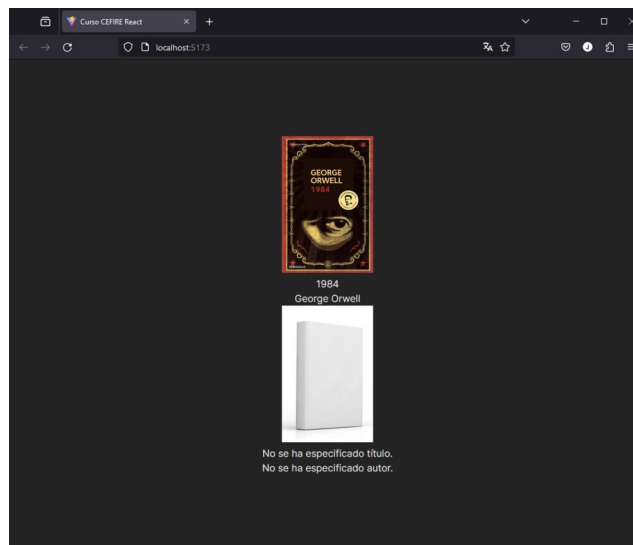 Curso CEFIRE React
localhost:5173
GEORGE
ORWELL
1984
1984
George Orwell
No se ha especificado título.
No se ha especificado autor.